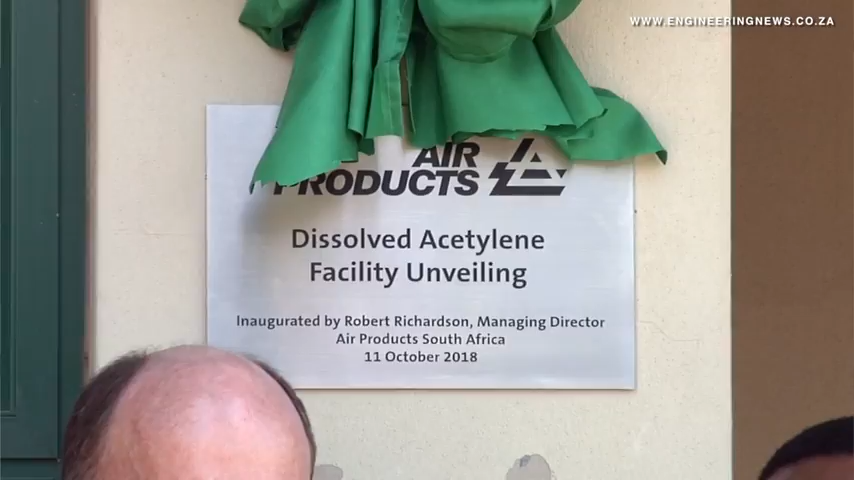 WWW.ENGINEERINGNEWS.CO.ZA
AIR
PRODUCTS
Dissolved Acetylene
Facility Unveiling
Inaugurated by Robert Richardson, Managing Director
Air Products South Africa
11 October 2018